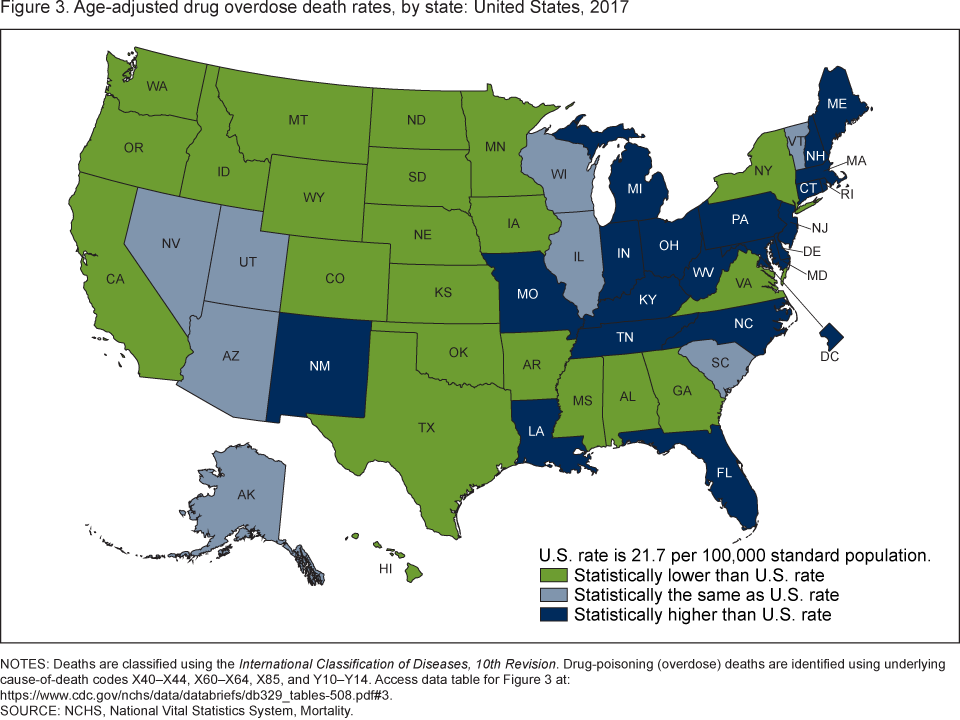 Figure 3. Age-adjusted drug overdose death rates, by state: United States, 2017
WA
MT
ND
MN
ME
OR
ID
SD
WI
VT
NH
NY
MA
WY
MI
CT
RI
IA
PA
NE
NJ
NV
UT
IL
IN
OH
DE
CA
CO
KS
MO
WV
MD
VA
KY
NC
DC
TN
AZ
NM
OK
AR
SC
MS
AL
GA
TX
LA
FL
AK
HI
U.S. rate is 21.7 per 100,000 standard population.
Statistically lower than U.S. rate
Statistically the same as U.S. rate
Statistically higher than U.S. rate
NOTES: Deaths are classified using the International Classification of Diseases, 10th Revision. Drug-poisoning (overdose) deaths are identified using underlying
cause-of-death codes X40–X44, X60–X64, X85, and Y10–Y14. Access data table for Figure 3 at:
https://www.cdc.gov/nchs/data/databriefs/db329_tables-508.pdf#3.
SOURCE: NCHS, National Vital Statistics System, Mortality.